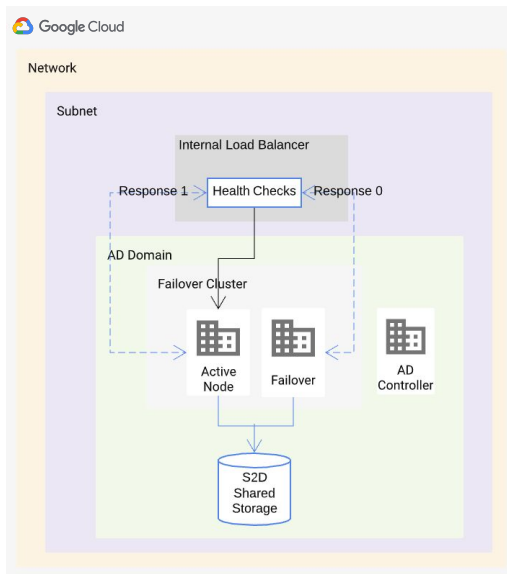 Google Cloud
Network
Subnet
Internal Load Balancer
Response 1
Health Checks
Response 0
AD Domain
Failover Cluster
Active
Node
Failover
AD
Controller
S2D
Shared
Storage